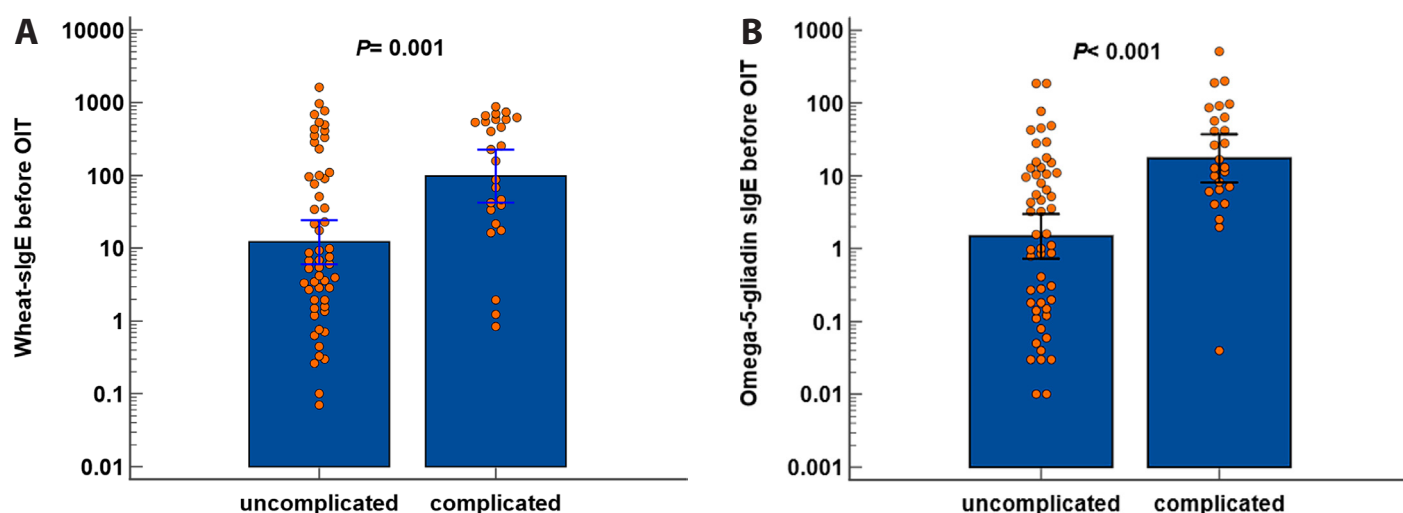 A
Wheat-sIgE before OIT
10000
1000
100
10
1
0.1
0.01
P= 0.001
uncomplicated
complicated
B
Omega-5-gliadin sIgE before OIT
1000
100
10
1
0.1
0.01
0.001
P< 0.001
uncomplicated
complicated